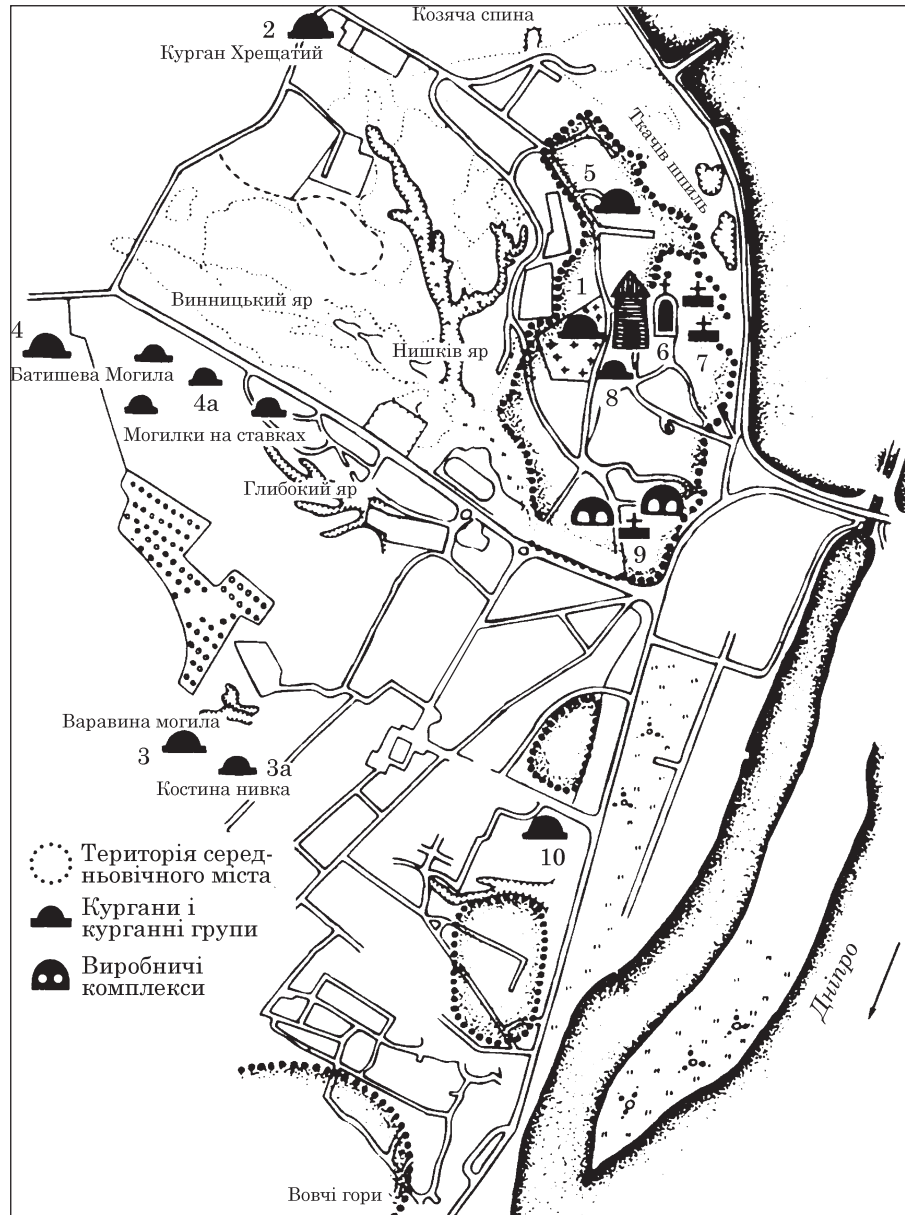 Козяча спина
2
Курган Хрещатий
Ткачів шпиль
5
1
Винницький яр
Нишків яр
4
Батишева Могила
6
7
4а
8
Могилки на ставках
Глибокий яр
9
Варавина могила
3
3а
Костина нивка
10
Територія серед-
ньовічного міста
Кургани і
курганні групи
Виробничі
комплекси
Дніпро
Вовчі гори